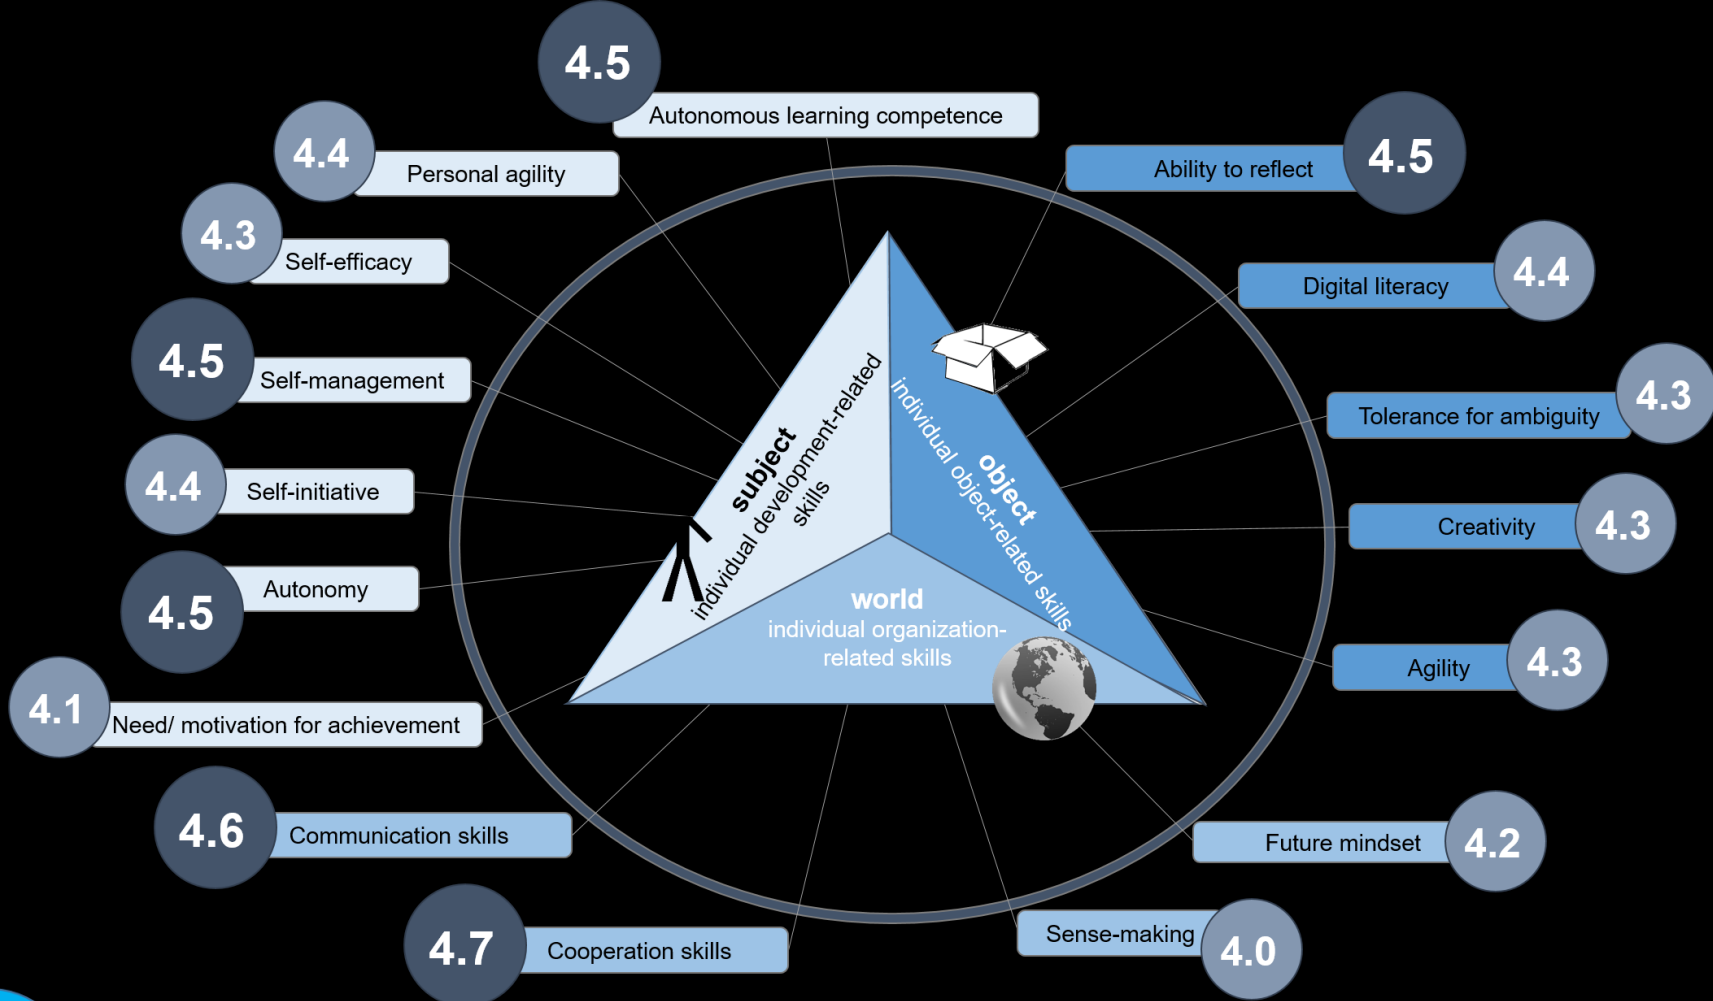 4.5
Autonomous learning competence
4.4
Personal agility
4.3
Self-efficacy
4.5
Self-management
4.4
Self-initiative
4.5
Autonomy
4.1
Need/ motivation for achievement
4.6
Communication skills
4.7
Cooperation skills
Ability to reflect
4.5
Digital literacy
4.4
Tolerance for ambiguity
4.3
Creativity
4.3
Agility
4.3
Future mindset
4.2
Sense-making
4.0
subject
individual development-related
skills
object
individual object-related skills
world
individual organization-
related skills